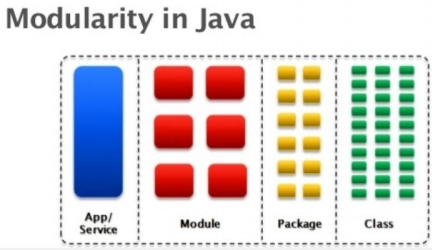 Modularity in Java
App/
Service
Module
Package
Class